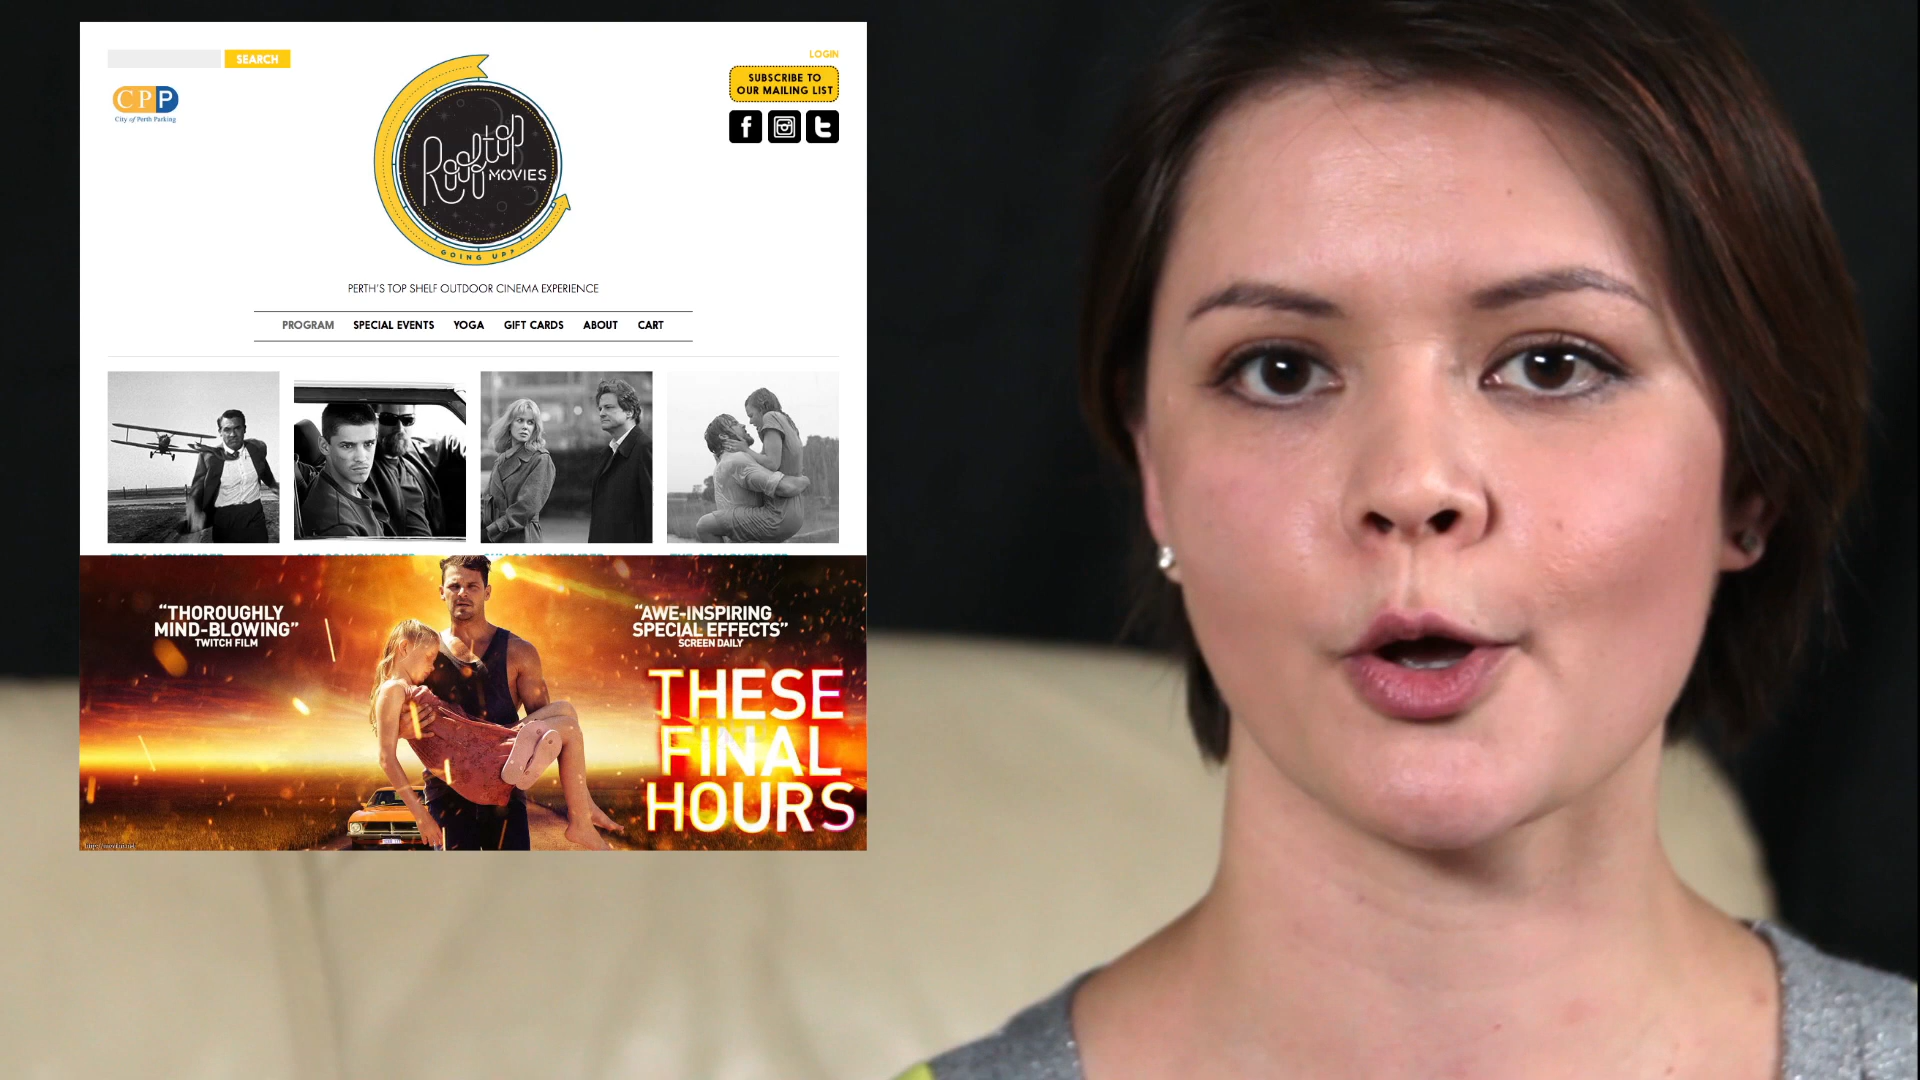 SEARCH
LOGIN
CPP
City of Perth Parking
SUBSCRIBE TO
OUR MAILING LIST
Rooftop
MOVIES
GOING UP?
PERTH'S TOP SHELF OUTDOOR CINEMA EXPERIENCE
PROGRAM SPECIAL EVENTS YOGA GIFT CARDS ABOUT CART
“THOROUGHLY
MIND-BLOWING”
TWITCH FILM
“AWE-INSPIRING
SPECIAL EFFECTS”
SCREEN DAILY
THESE
FINAL
HOURS